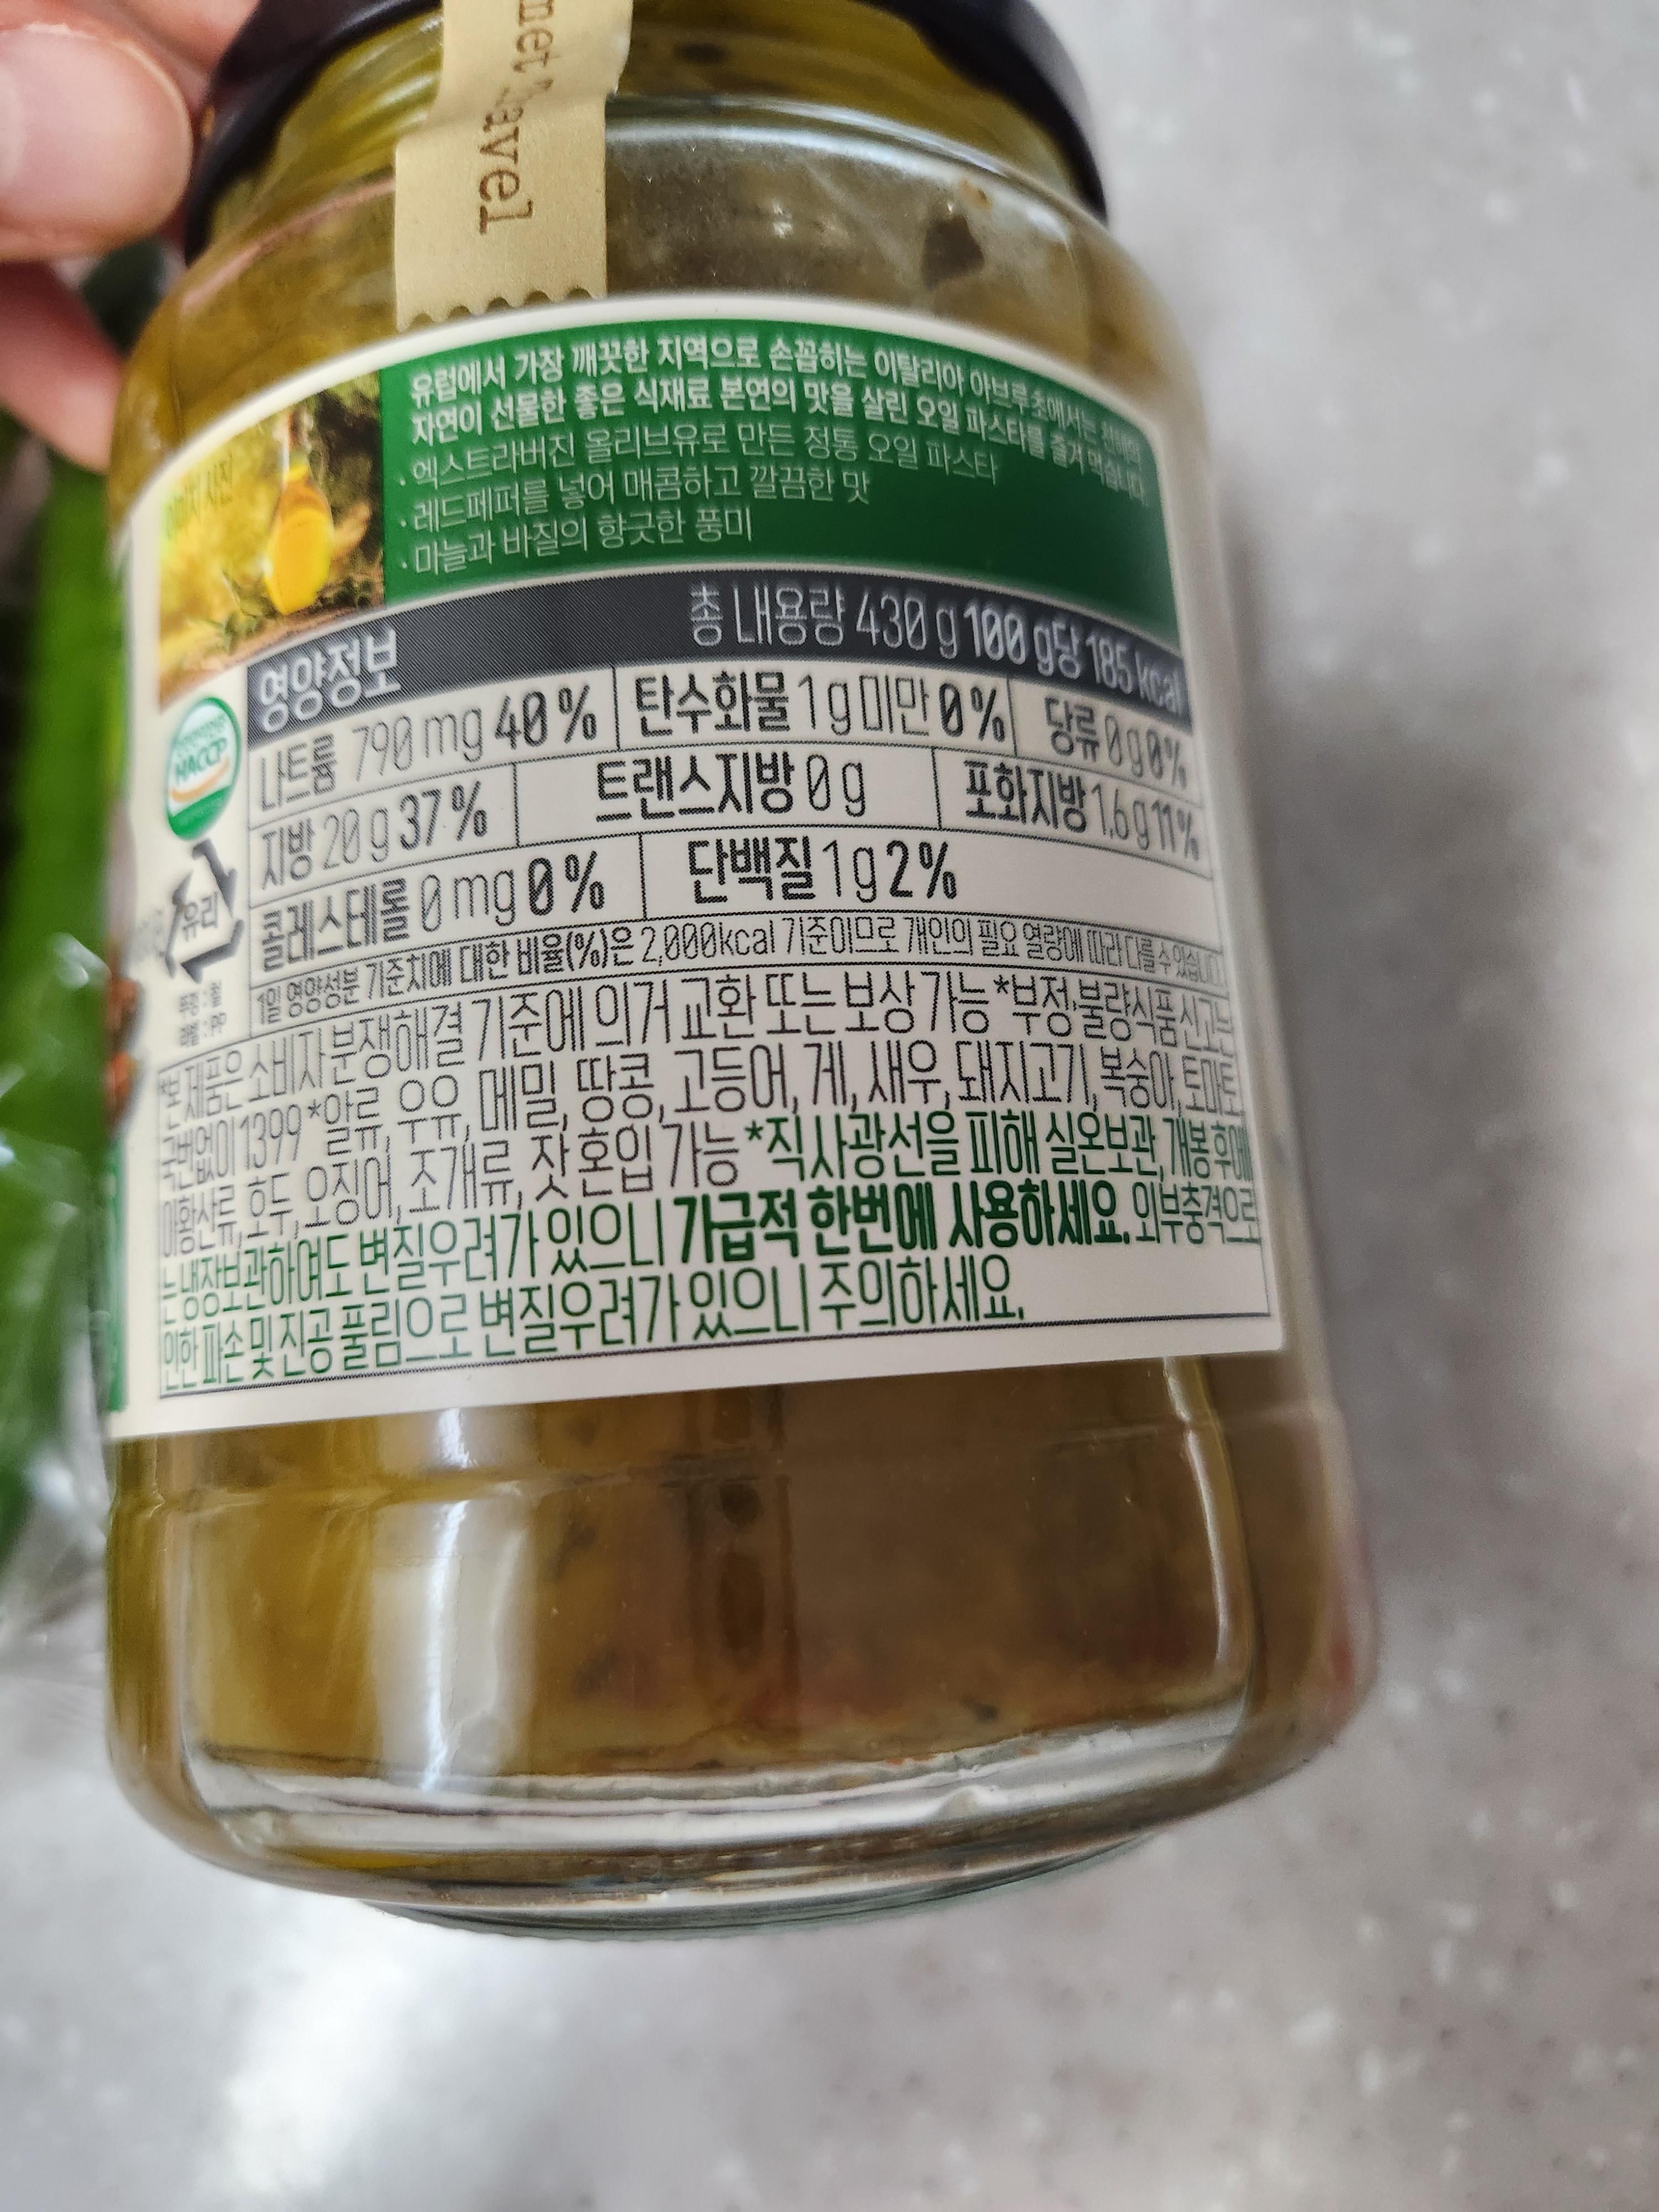 유럽에서 가장 깨끗한 지역으로 손꼽히는 이탈리아 아브루초에서는
자연이 선물한 좋은 식재료 본연의 맛을 살린 오일 파스타를 즐겨 먹습니다.
· 엑스트라버진 올리브유로 만든 정통 오일 파스타
· 레드페퍼를 넣어 매콤하고 깔끔한 맛
· 마늘과 바질의 향긋한 풍미
이미지 사진
영양정보 총 내용량 430 g 100 g당 185 kcal
나트륨 790 mg 40 % 탄수화물 1 g 미만 0 % 당류 0 g 0 %
지방 20 g 37 % 트랜스지방 0 g 포화지방 1.6 g 11 %
콜레스테롤 0 mg 0 % 단백질 1 g 2 %
1일 영양성분 기준치에 대한 비율(%)은 2,000kcal 기준이므로 개인의 필요 열량에 따라 다를 수 있습니다.
HACCP
유리
뚜껑 : 철
라벨 : PP
*본 제품은 소비자분쟁해결 기준에 의거 교환 또는 보상 가능 *부정·불량식품 신고는
국번없이 1399 *알류, 우유, 메밀, 땅콩, 고등어, 게, 새우, 돼지고기, 복숭아, 토마토,
아황산류, 호두, 오징어, 조개류, 잣 혼입 가능 *직사광선을 피해 실온보관, 개봉 후에
는 냉장보관하여도 변질우려가 있으니 가급적 한번에 사용하세요. 외부충격으로
인한 파손 및 진공 풀림으로 변질우려가 있으니 주의하세요.